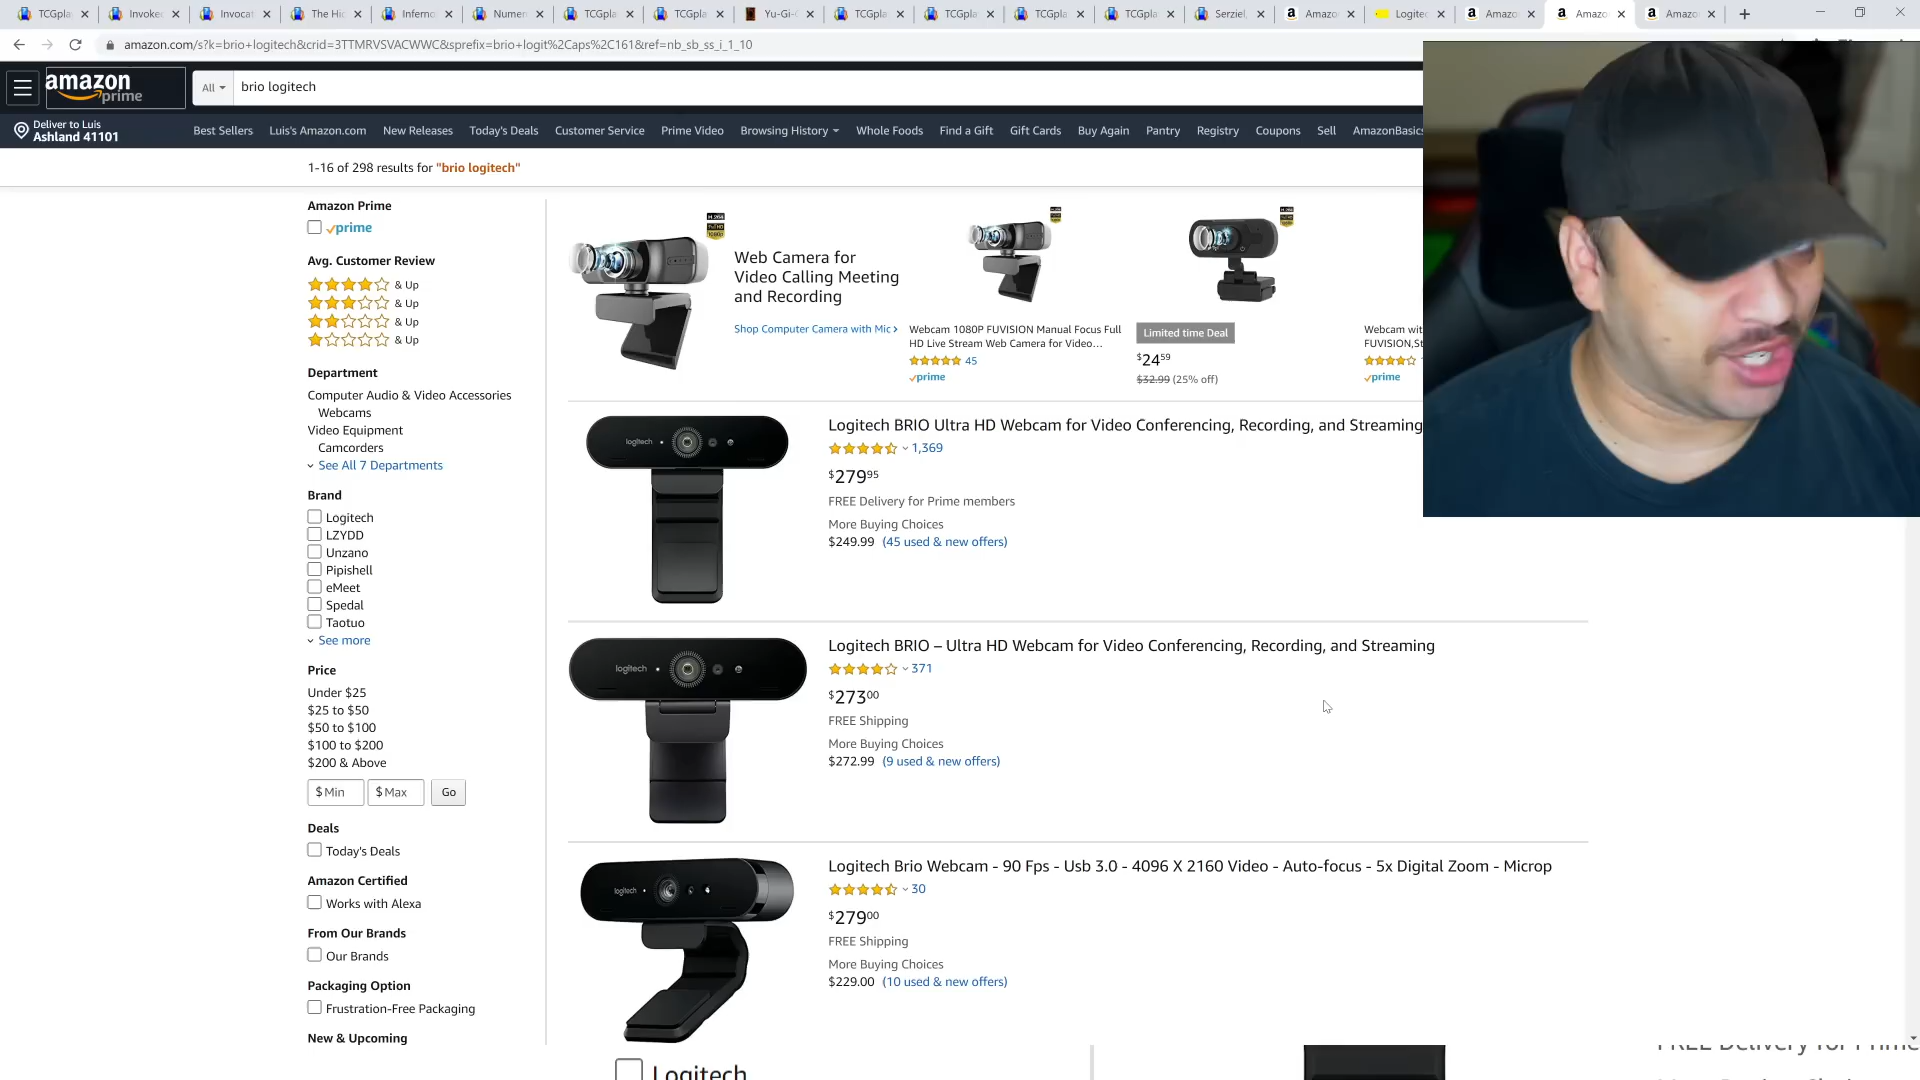 TCGpla
Invoke
Invocat
The Hi
Inferno
Numer
TCGpla
TCGpla
Yu-Gi-
TCGpla
TCGpla
TCGpla
TCGpla
Serziel,
Amazo
Logitec
Amazo
Amazo
Amazo
amazon.com/s?k=brio+logitech&crid=3TTMRVSVACWWC&sprefix=brio+logit%2Caps%2C161&ref=nb_sb_ss_i_1_10
amazon
prime
All
brio logitech
Deliver to Luis
Ashland 41101
Best Sellers Luis's Amazon.com New Releases Today's Deals Customer Service Prime Video Browsing History Whole Foods Find a Gift Gift Cards Buy Again Pantry Registry Coupons Sell AmazonBasics
1-16 of 298 results for "brio logitech"
Amazon Prime
prime
Avg. Customer Review
& Up
& Up
& Up
& Up
Department
Computer Audio & Video Accessories
Webcams
Video Equipment
Camcorders
See All 7 Departments
Brand
Logitech
LZYDD
Unzano
Pipishell
eMeet
Spedal
Taotuo
See more
Price
Under $25
$25 to $50
$50 to $100
$100 to $200
$200 & Above
$ Min $ Max Go
Deals
Today's Deals
Amazon Certified
Works with Alexa
From Our Brands
Our Brands
Packaging Option
Frustration-Free Packaging
New & Upcoming
Web Camera for
Video Calling Meeting
and Recording
Shop Computer Camera with Mic
Webcam 1080P FUVISION Manual Focus Full
HD Live Stream Web Camera for Video...
45
prime
Limited time Deal
$24 59
$32.99 (25% off)
Webcam wit
FUVISION,St
prime
logitech
Logitech BRIO Ultra HD Webcam for Video Conferencing, Recording, and Streaming
1,369
$279 95
FREE Delivery for Prime members
More Buying Choices
$249.99 (45 used & new offers)
logitech
Logitech BRIO – Ultra HD Webcam for Video Conferencing, Recording, and Streaming
371
$273 00
FREE Shipping
More Buying Choices
$272.99 (9 used & new offers)
logitech
Logitech Brio Webcam - 90 Fps - Usb 3.0 - 4096 X 2160 Video - Auto-focus - 5x Digital Zoom - Microp
30
$279 00
FREE Shipping
More Buying Choices
$229.00 (10 used & new offers)
Logitech
FREE Delivery for Prime